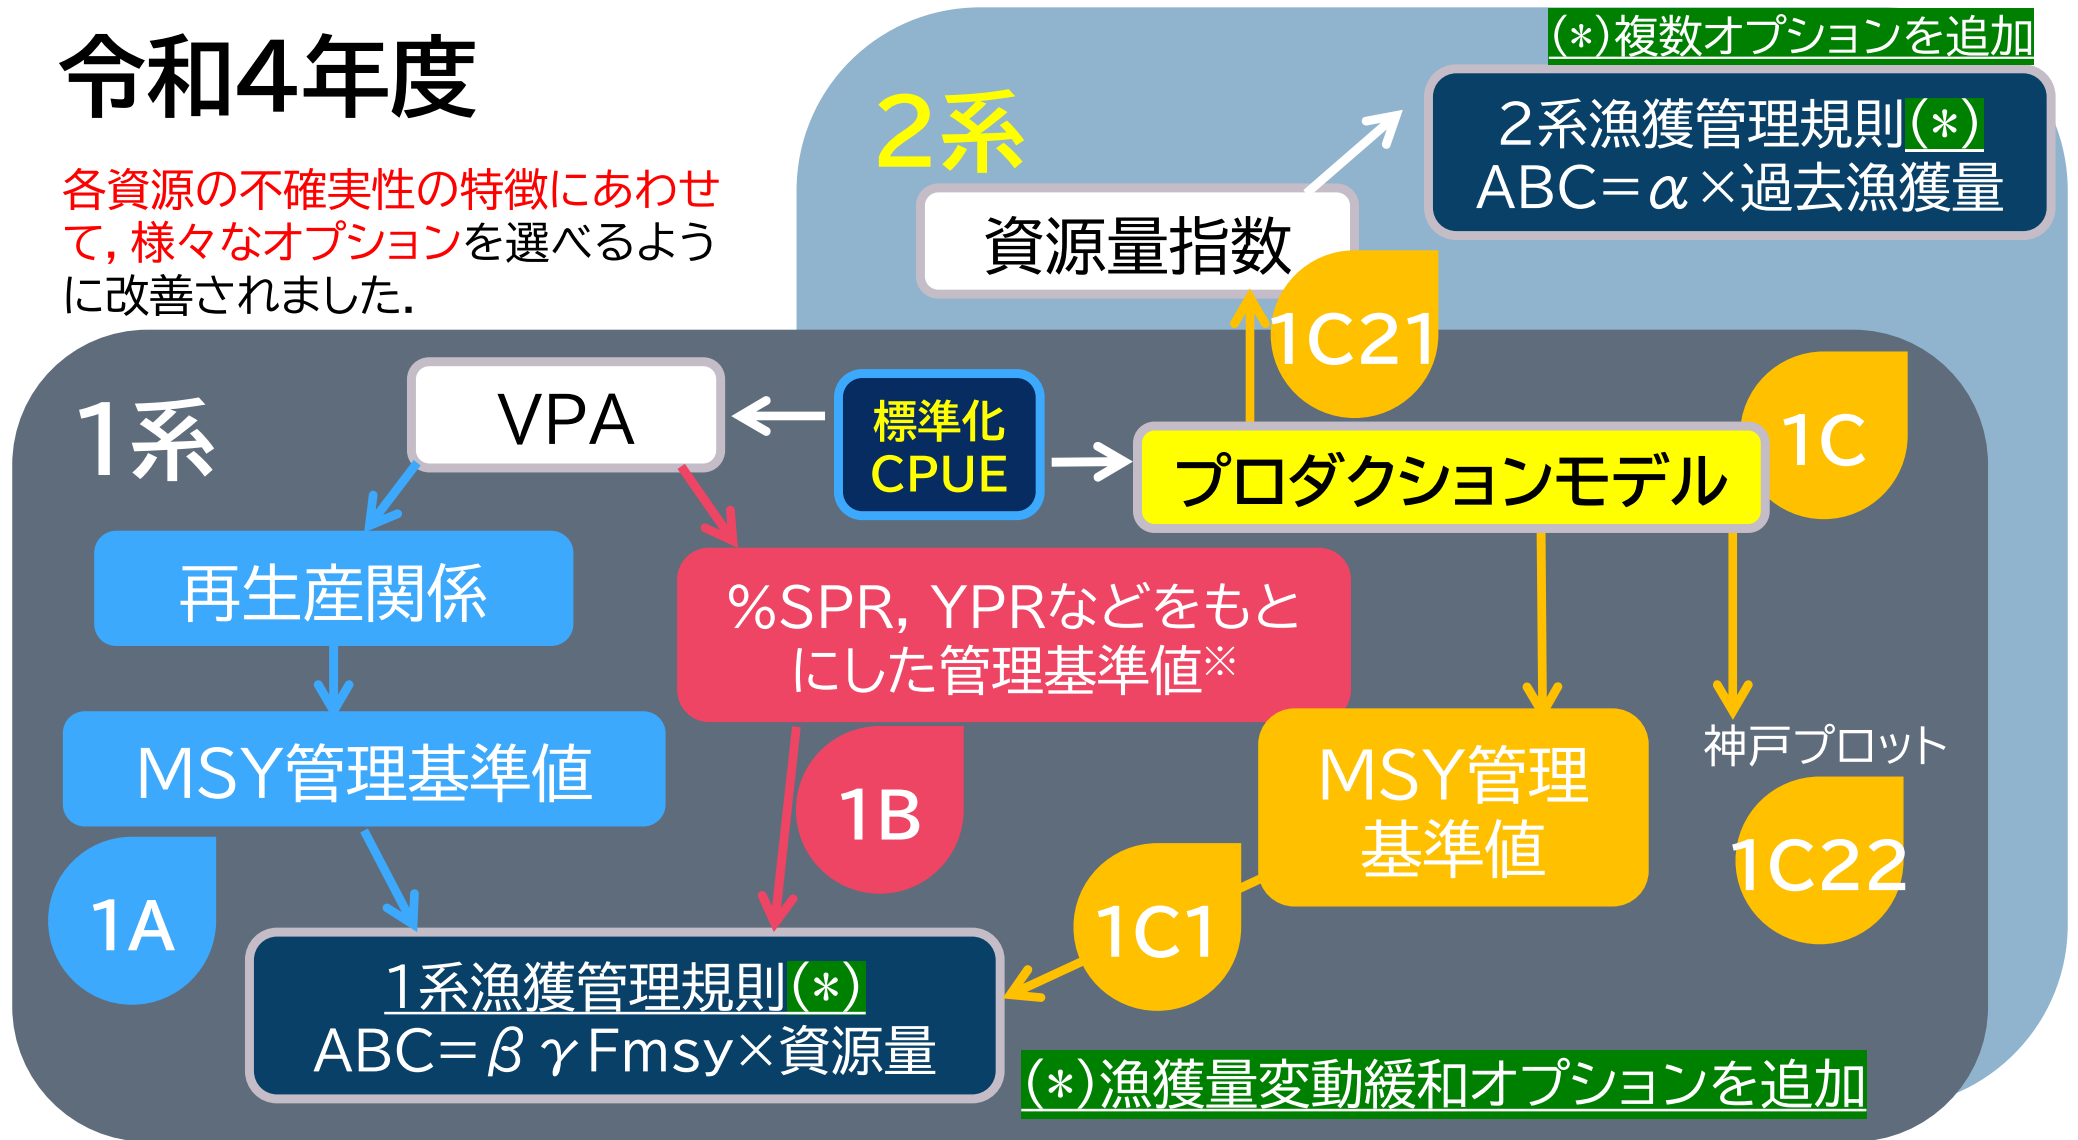 令和4年度
各資源の不確実性の特徴にあわせ
て，様々なオプションを選べるよう
に改善されました．
(*)複数オプションを追加
2系
2系漁獲管理規則(*)
ABC=α×過去漁獲量
資源量指数
1C21
1系
VPA
標準化
CPUE
プロダクションモデル
1C
再生産関係
%SPR, YPRなどをもと
にした管理基準値※
MSY管理基準値
1B
MSY管理
基準値
神戸プロット
1C22
1A
1C1
1系漁獲管理規則(*)
ABC=βγFmsy×資源量
(*)漁獲量変動緩和オプションを追加